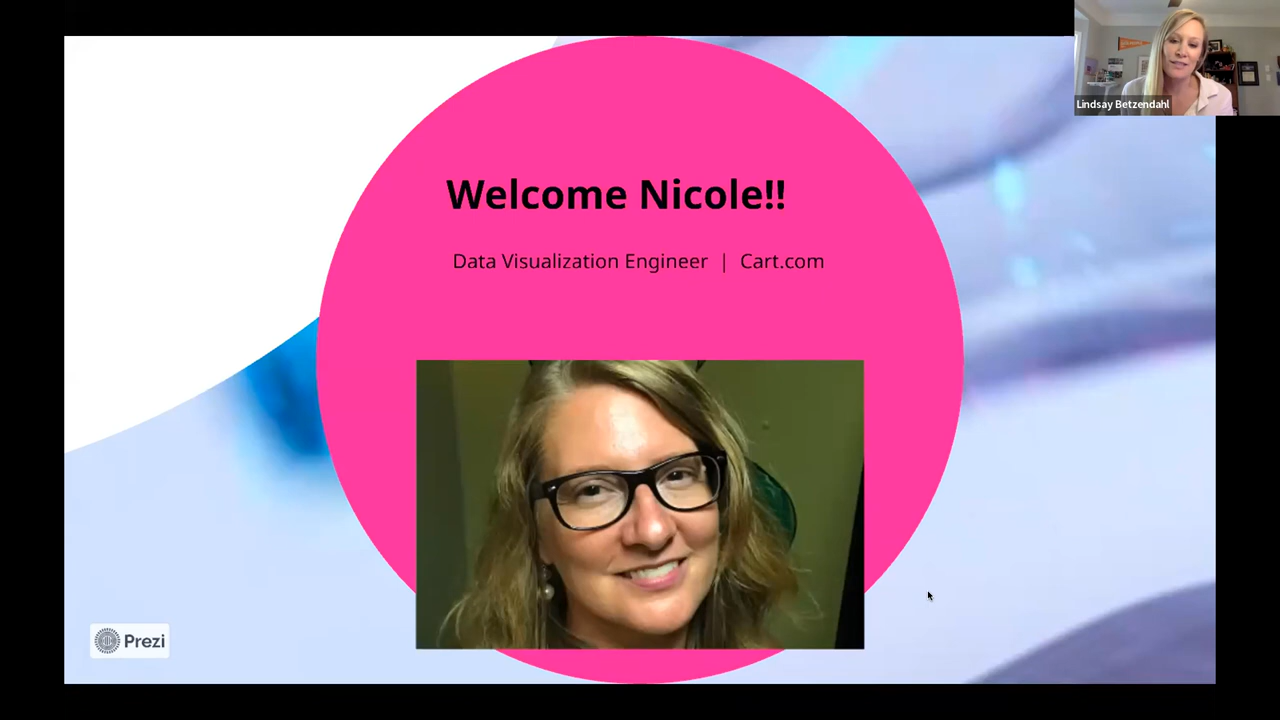 Lindsay Betzendahl
Welcome Nicole!!
Data Visualization Engineer | Cart.com
Prezi